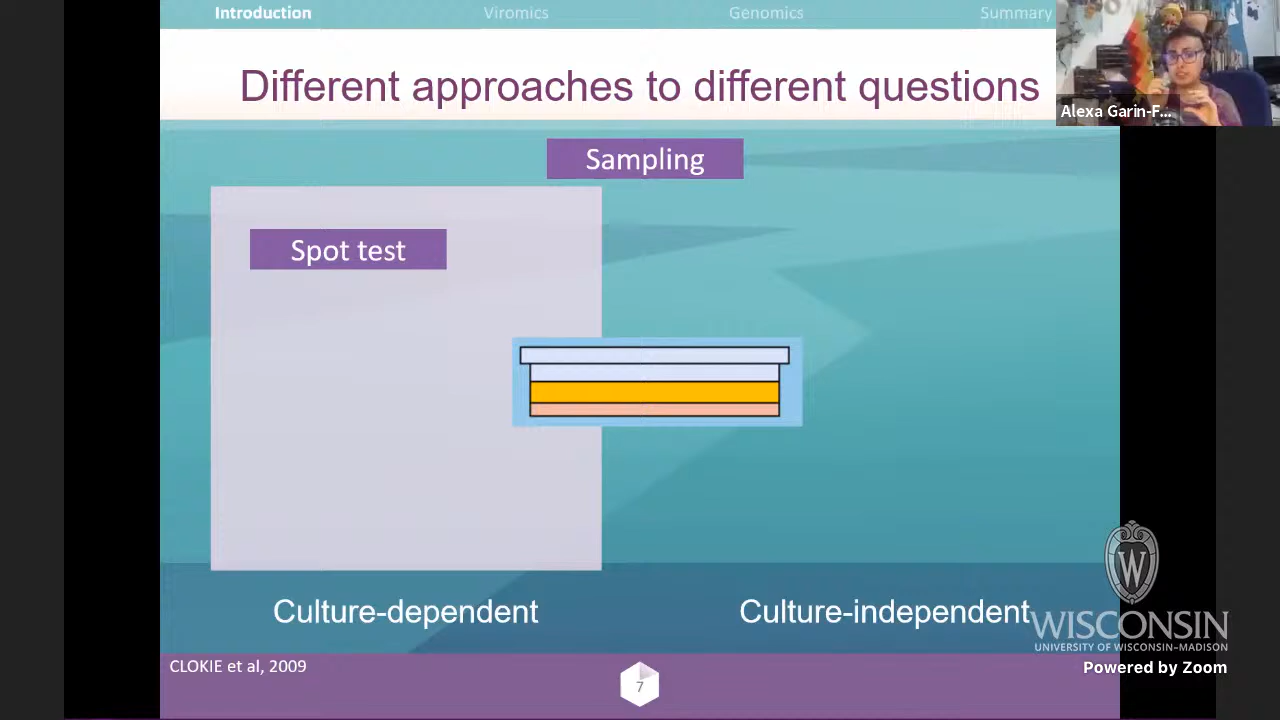 Introduction
Viromics
Genomics
Summary
Different approaches to different questions
Alexa Garin-F...
Sampling
Spot test
Culture-dependent
Culture-independent
W
WISCONSIN
UNIVERSITY OF WISCONSIN–MADISON
CLOKIE et al, 2009
7
Powered by Zoom